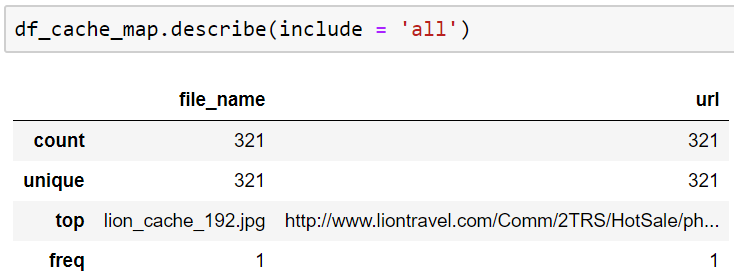 df_cache_map.describe(include = 'all')
file_name url
count 321 321
unique 321 321
top lion_cache_192.jpg http://www.liontravel.com/Comm/2TRS/HotSale/ph...
freq 1 1